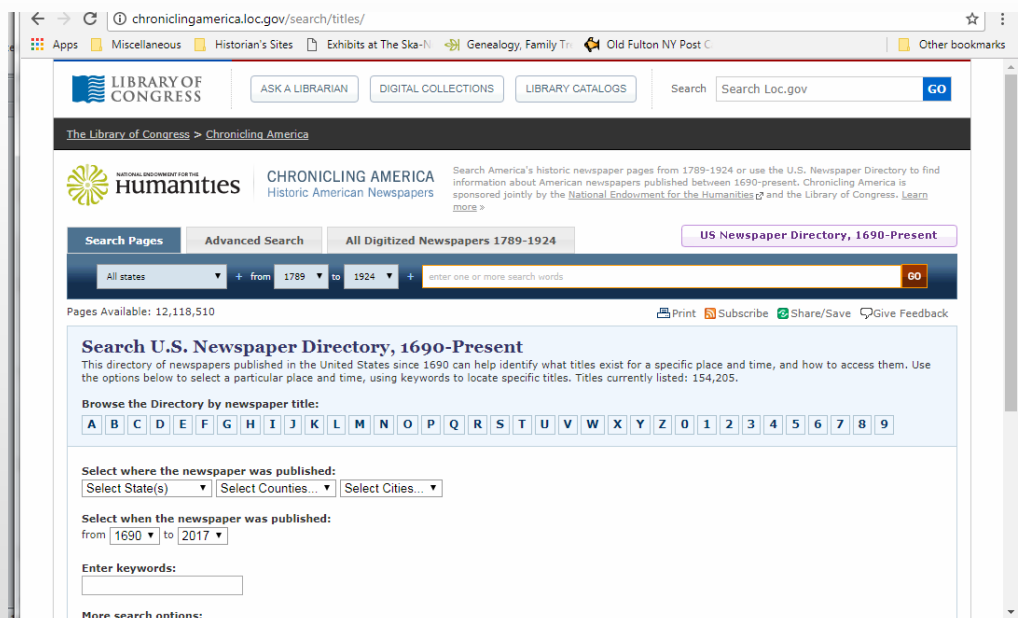 chroniclingamerica.loc.gov/search/titles/
Apps Miscellaneous Historian's Sites Exhibits at The Ska-N Genealogy, Family Tr Old Fulton NY Post C Other bookmarks
LIBRARY OF
CONGRESS
ASK A LIBRARIAN DIGITAL COLLECTIONS LIBRARY CATALOGS Search Search Loc.gov GO
The Library of Congress > Chronicling America
NATIONAL ENDOWMENT FOR THE
Humanities
CHRONICLING AMERICA
Historic American Newspapers
Search America's historic newspaper pages from 1789-1924 or use the U.S. Newspaper Directory to find
information about American newspapers published between 1690-present. Chronicling America is
sponsored jointly by the National Endowment for the Humanities and the Library of Congress. Learn
more >
Search Pages Advanced Search All Digitized Newspapers 1789-1924 US Newspaper Directory, 1690-Present
All states + from 1789 to 1924 + enter one or more search words GO
Pages Available: 12,118,510 Print Subscribe Share/Save Give Feedback
Search U.S. Newspaper Directory, 1690-Present
This directory of newspapers published in the United States since 1690 can help identify what titles exist for a specific place and time, and how to access them. Use
the options below to select a particular place and time, using keywords to locate specific titles. Titles currently listed: 154,205.
Browse the Directory by newspaper title:
A B C D E F G H I J K L M N O P Q R S T U V W X Y Z 0 1 2 3 4 5 6 7 8 9
Select where the newspaper was published:
Select State(s) Select Counties... Select Cities...
Select when the newspaper was published:
from 1690 to 2017
Enter keywords:
More search options: